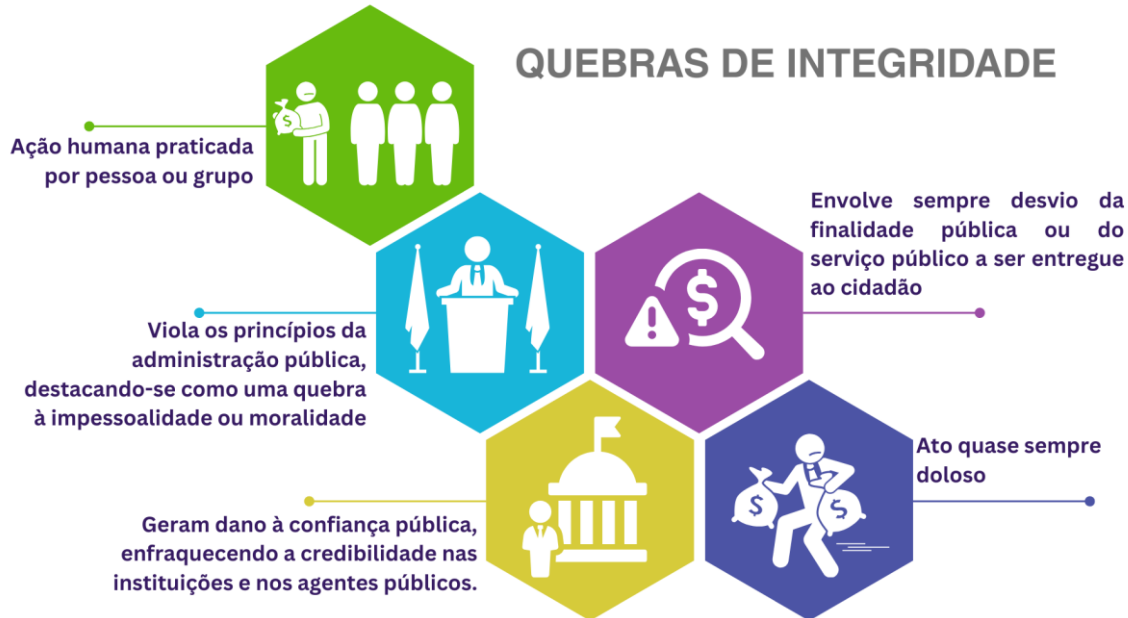 QUEBRAS DE INTEGRIDADE
Ação humana praticada
por pessoa ou grupo
Envolve sempre desvio da
finalidade pública ou do
serviço público a ser entregue
ao cidadão
Viola os princípios da
administração pública,
destacando-se como uma quebra
à impessoalidade ou moralidade
Ato quase sempre
doloso
Geram dano à confiança pública,
enfraquecendo a credibilidade nas
instituições e nos agentes públicos.
$
$
$
$